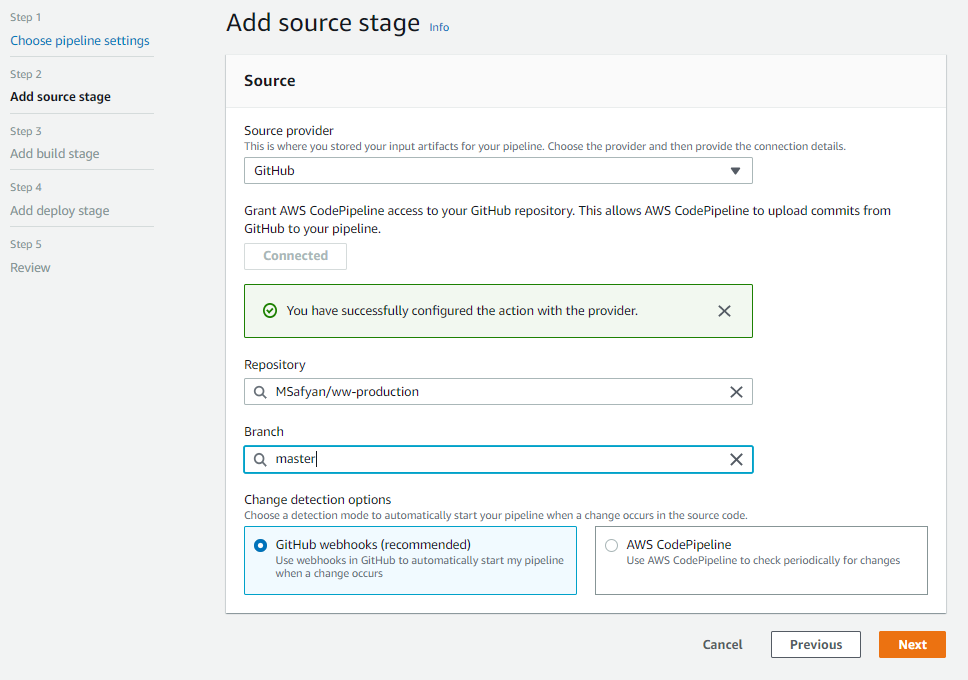 Step 1
Choose pipeline settings
Step 2
Add source stage
Step 3
Add build stage
Step 4
Add deploy stage
Step 5
Review
Add source stage Info
Source
Source provider
This is where you stored your input artifacts for your pipeline. Choose the provider and then provide the connection details.
GitHub
Grant AWS CodePipeline access to your GitHub repository. This allows AWS CodePipeline to upload commits from
GitHub to your pipeline.
Connected
You have successfully configured the action with the provider.
Repository
MSafyan/ww-production
Branch
master
Change detection options
Choose a detection mode to automatically start your pipeline when a change occurs in the source code.
GitHub webhooks (recommended)
Use webhooks in GitHub to automatically start my pipeline
when a change occurs
AWS CodePipeline
Use AWS CodePipeline to check periodically for changes
Cancel
Previous
Next